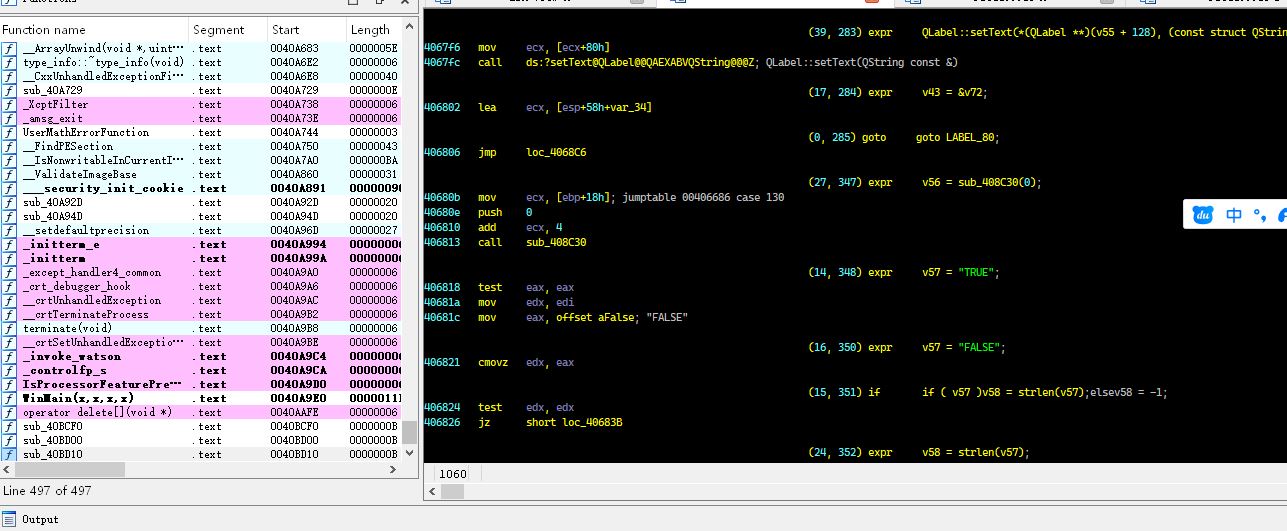 Function name Segment Start Length
__ArrayUnwind(void *,uint⋯ .text 0040A683 0000005E
type_info::~type_info(void) .text 0040A6E2 00000006
__CxxUnhandledExceptionFi⋯ .text 0040A6E8 00000040
sub_40A729 .text 0040A729 0000000E
_XcptFilter .text 0040A738 00000006
_amsg_exit .text 0040A73E 00000006
UserMathErrorFunction .text 0040A744 00000003
__FindPESection .text 0040A750 00000043
__IsNonwritableInCurrentI⋯ .text 0040A7A0 000000BA
__ValidateImageBase .text 0040A860 00000031
___security_init_cookie .text 0040A891 0000009
sub_40A92D .text 0040A92D 00000020
sub_40A94D .text 0040A94D 00000020
__setdefaultprecision .text 0040A96D 00000027
_initterm_e .text 0040A994 0000000
_initterm .text 0040A99A 0000000
_except_handler4_common .text 0040A9A0 00000006
_crt_debugger_hook .text 0040A9A6 00000006
__crtUnhandledException .text 0040A9AC 00000006
__crtTerminateProcess .text 0040A9B2 00000006
terminate(void) .text 0040A9B8 00000006
__crtSetUnhandledExceptio⋯ .text 0040A9BE 00000006
_invoke_watson .text 0040A9C4 0000000
_controlfp_s .text 0040A9CA 0000000
IsProcessorFeaturePre⋯ .text 0040A9D0 0000000
WinMain(x,x,x,x) .text 0040A9E0 0000011
operator delete[](void *) .text 0040AAFE 00000006
sub_40BCF0 .text 0040BCF0 0000000B
sub_40BD00 .text 0040BD00 0000000B
sub_40BD10 .text 0040BD10 0000000B
Line 497 of 497
Output
(39, 283) expr QLabel::setText(*(QLabel **)(v55 + 128), (const struct QStrin
4067f6 mov ecx, [ecx+80h]
4067fc call ds:?setText@QLabel@@QAEXABVQString@@@Z; QLabel::setText(QString const &)
(17, 284) expr v43 = &v72;
406802 lea ecx, [esp+58h+var_34]
(0, 285) goto goto LABEL_80;
406806 jmp loc_4068C6
(27, 347) expr v56 = sub_408C30(0);
40680b mov ecx, [ebp+18h]; jumptable 00406686 case 130
40680e push 0
406810 add ecx, 4
406813 call sub_408C30
(14, 348) expr v57 = "TRUE";
406818 test eax, eax
40681a mov edx, edi
40681c mov eax, offset aFalse; "FALSE"
(16, 350) expr v57 = "FALSE";
406821 cmovz edx, eax
(15, 351) if if ( v57 )v58 = strlen(v57);elsev58 = -1;
406824 test edx, edx
406826 jz short loc_40683B
(24, 352) expr v58 = strlen(v57);
1060
du 中 °,